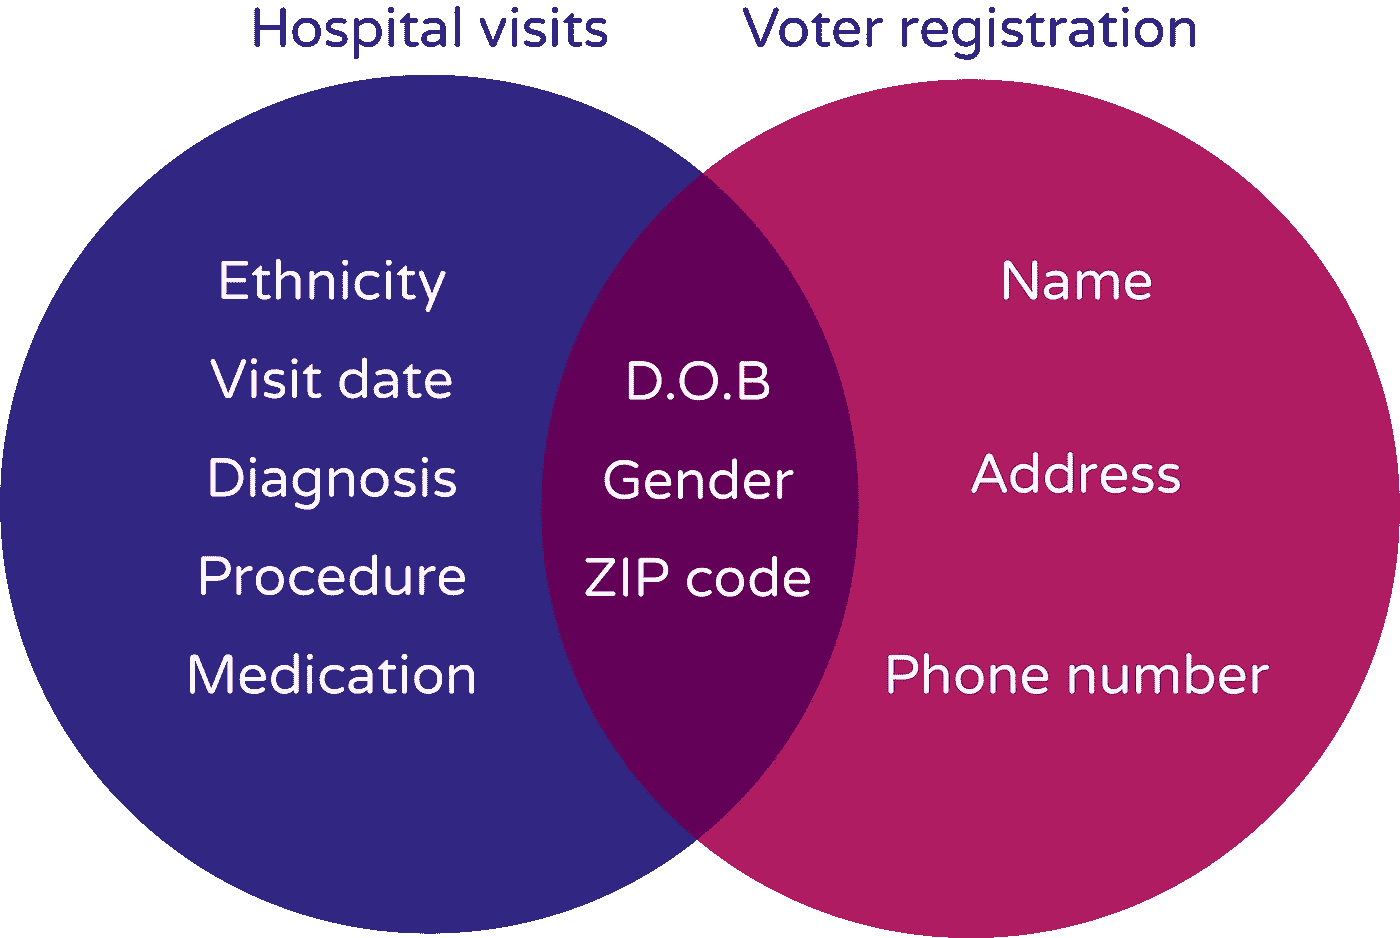 Hospital visits
Voter registration
Ethnicity
Visit date
Diagnosis
Procedure
Medication
D.O.B
Gender
ZIP code
Name
Address
Phone number